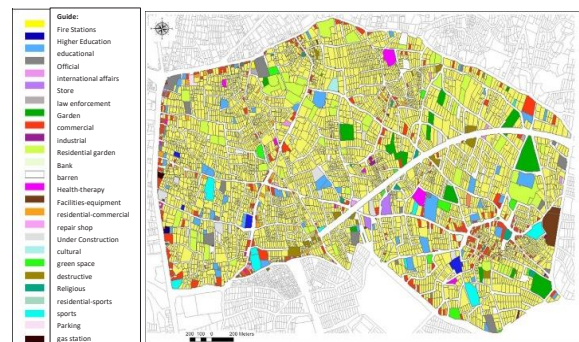 Guide:
Fire Stations
Higher Education
educational
Official
international affairs
Store
law enforcement
Garden
commercial
industrial
Residential garden
Bank
barren
Health-therapy
Facilities-equipment
residential-commercial
repair shop
Under Construction
cultural
green space
destructive
Religious
residential-sports
sports
Parking
gas station
200 100 0 200 Meters